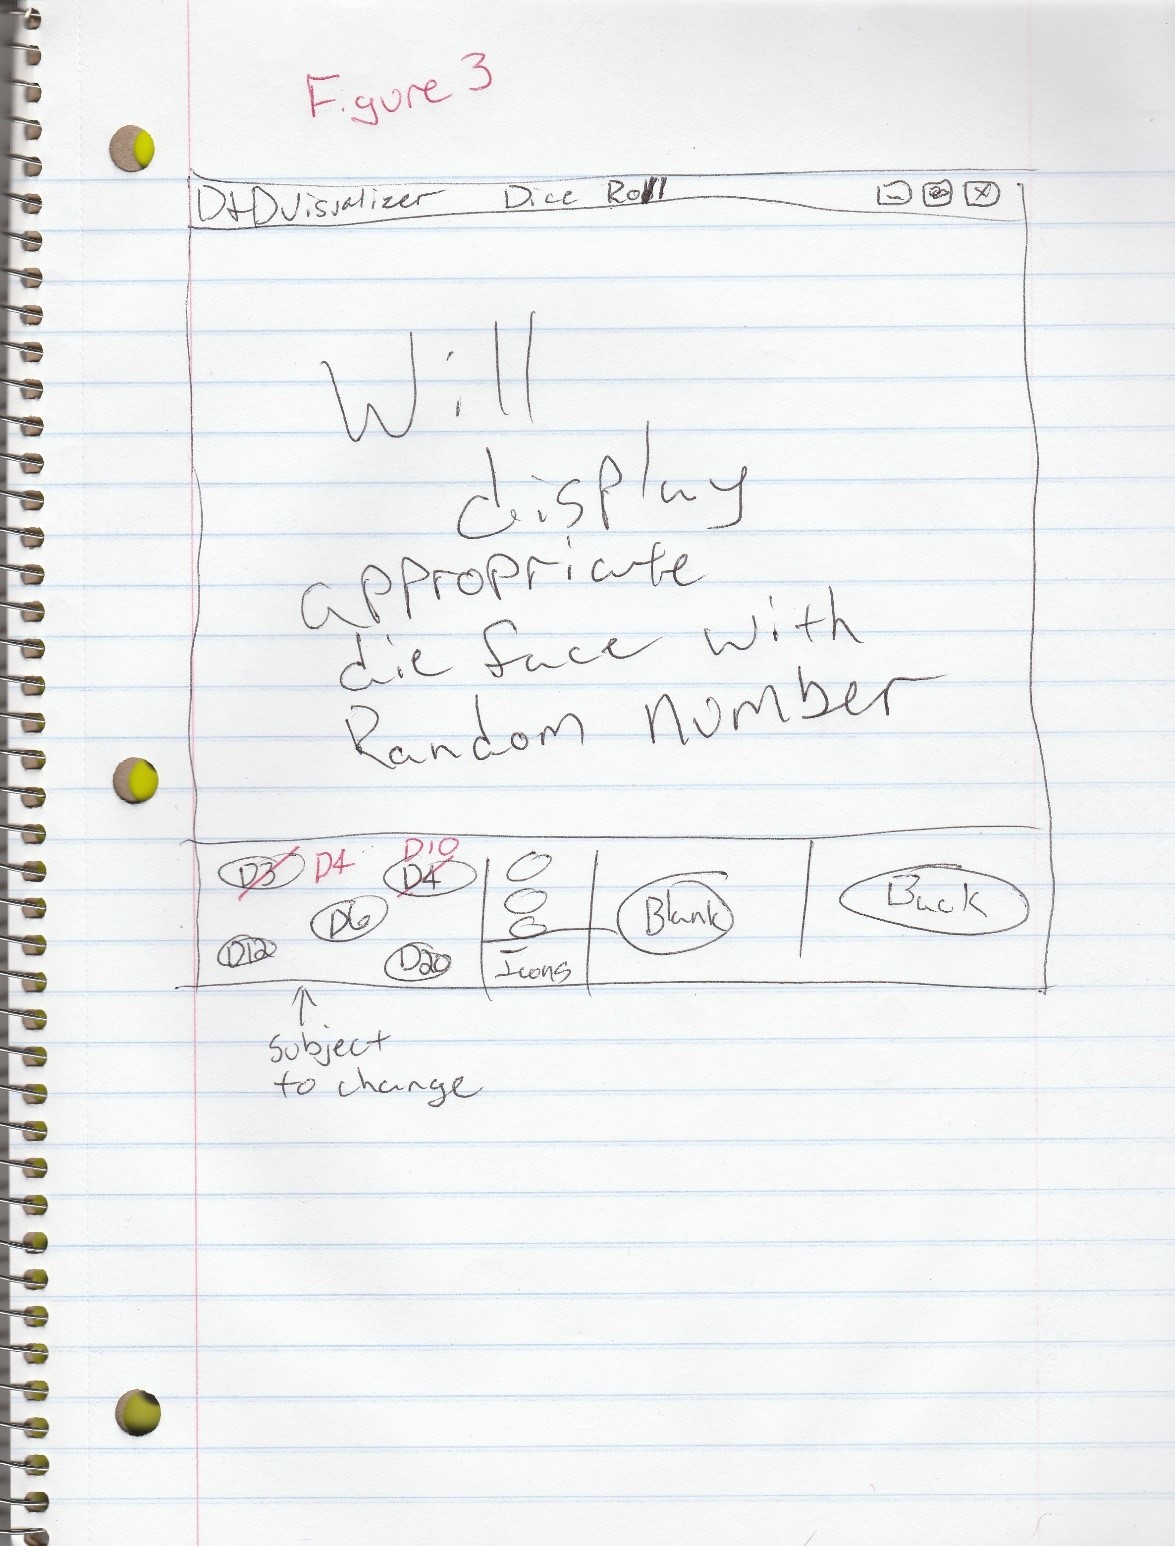 Figure 3
D+D Visualizer Dice Roll
Will
display
appropriate
die face with
Random number
D10
D3 D4 D4
D6 Blank Back
D12 D20 Icons
subject
to change